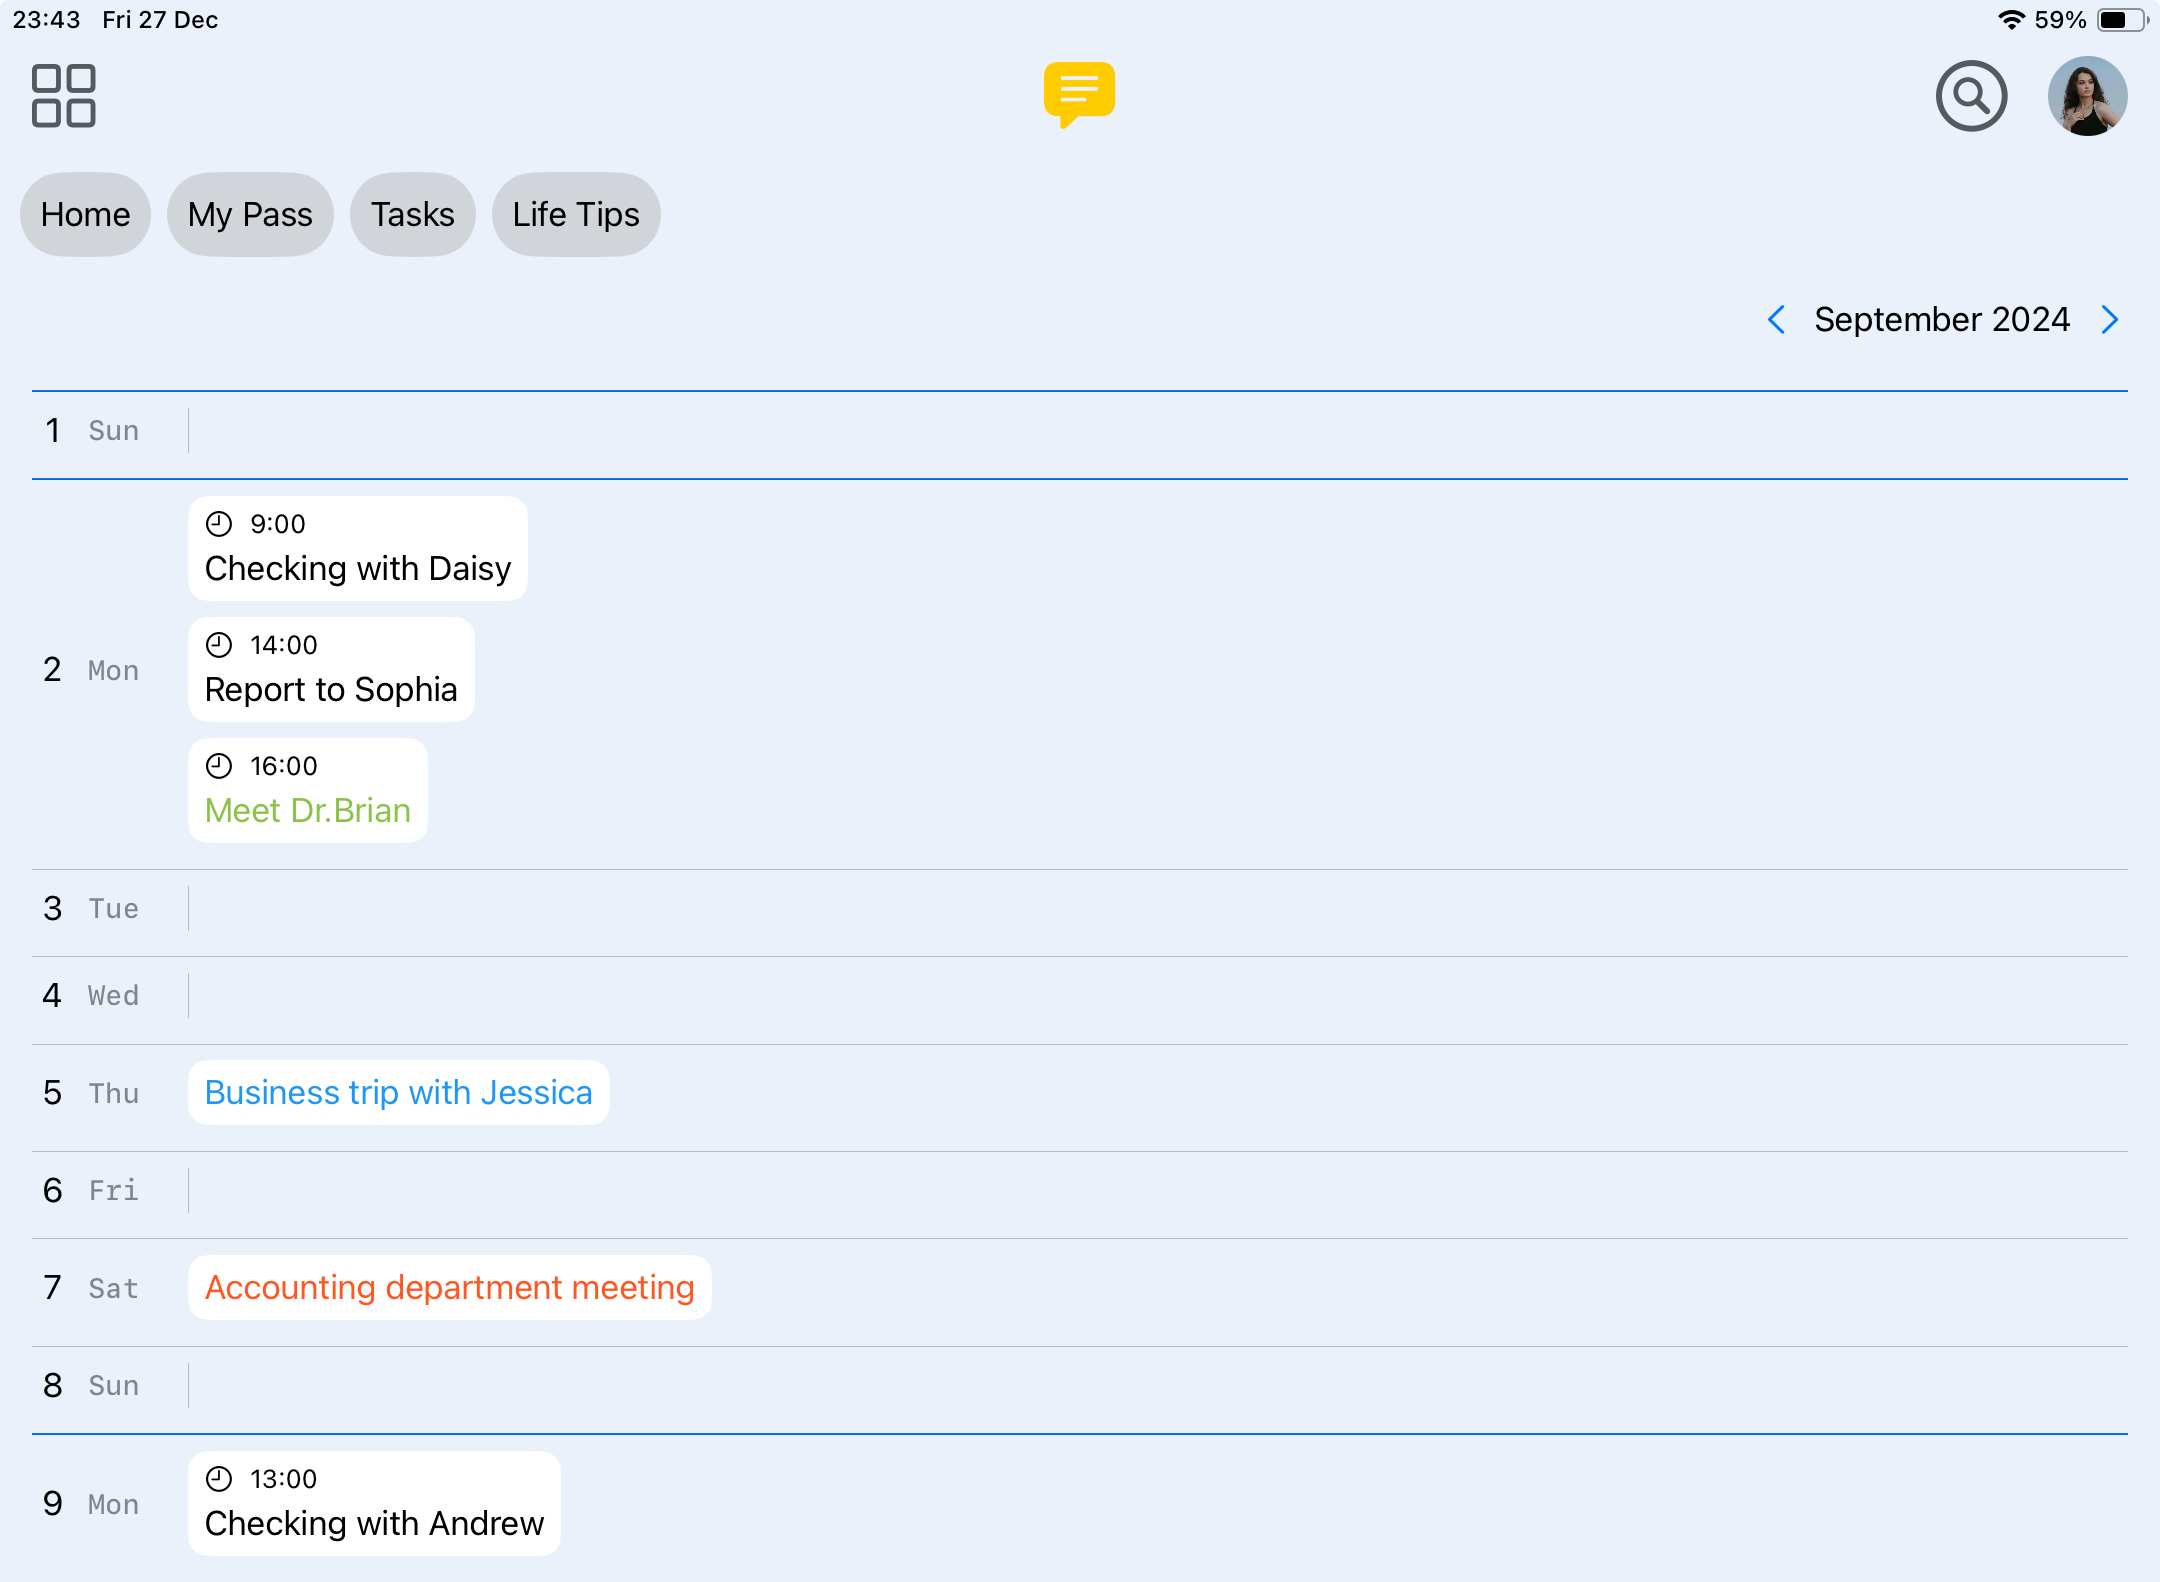 23:43 Fri 27 Dec 59%
Home My Pass Tasks Life Tips
September 2024
1 Sun
9:00
Checking with Daisy
14:00
2 Mon
Report to Sophia
16:00
Meet Dr.Brian
3 Tue
4 Wed
5 Thu Business trip with Jessica
6 Fri
7 Sat Accounting department meeting
8 Sun
13:00
9 Mon
Checking with Andrew